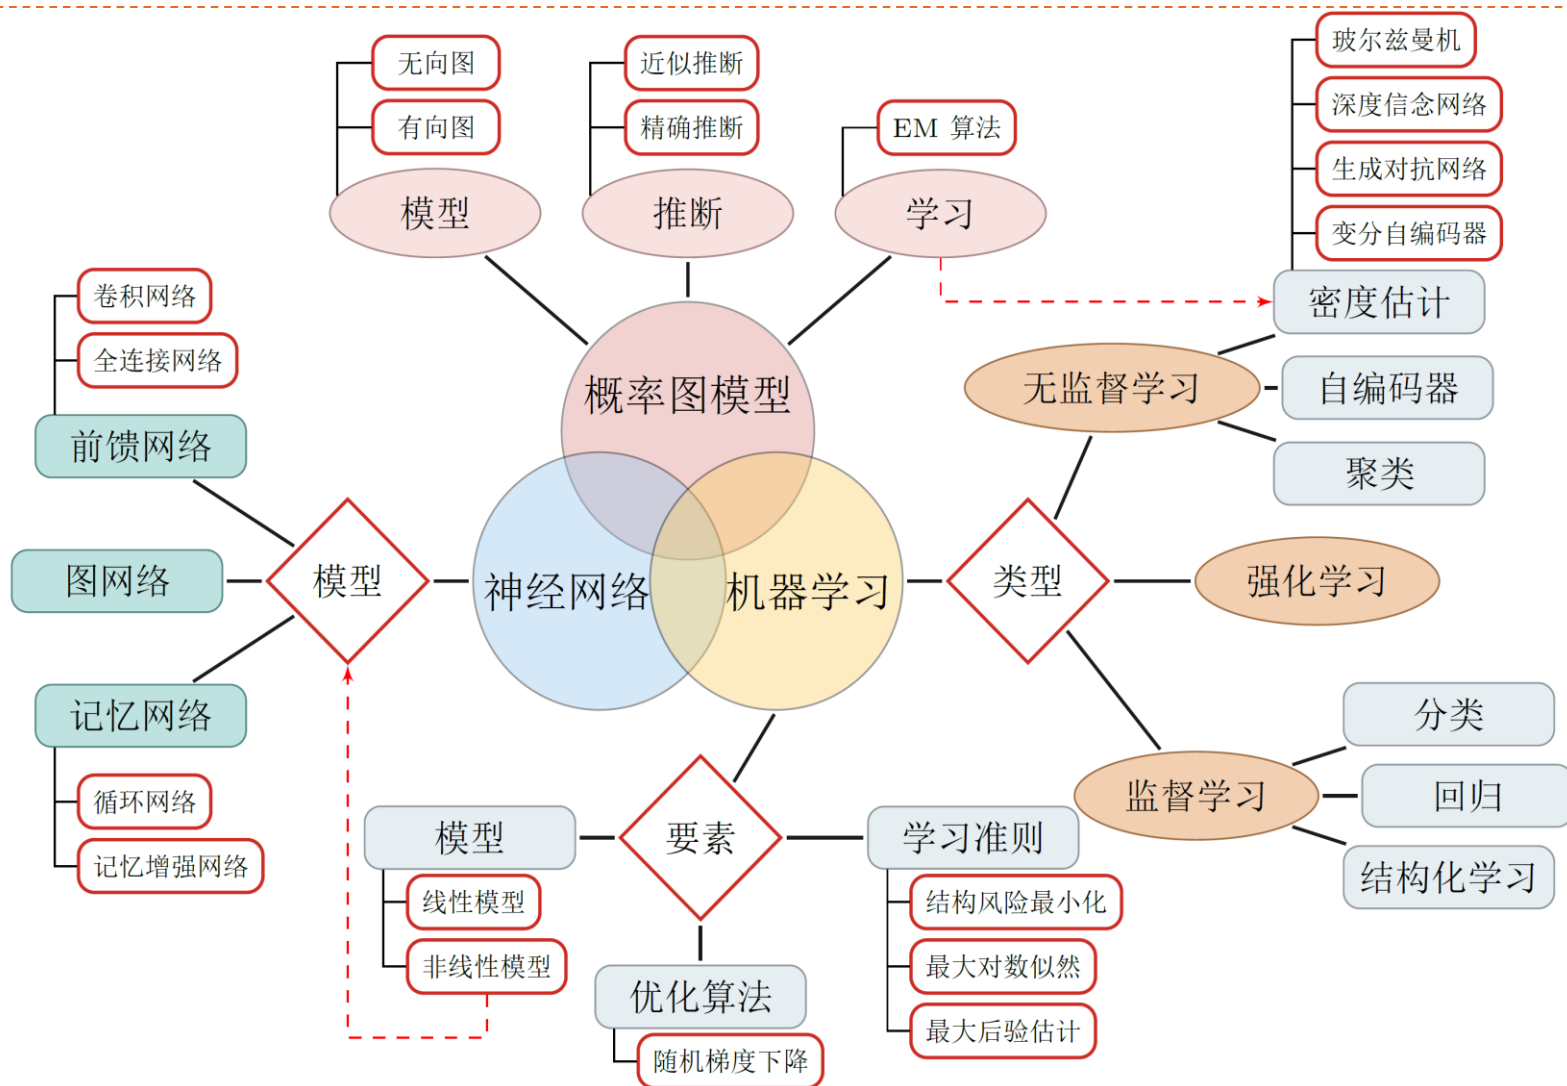 无向图
近似推断
玻尔兹曼机
有向图
精确推断
EM 算法
深度信念网络
生成对抗网络
模型
推断
学习
变分自编码器
卷积网络
密度估计
全连接网络
概率图模型
无监督学习
自编码器
前馈网络
聚类
图网络
模型
神经网络
机器学习
类型
强化学习
记忆网络
分类
循环网络
模型
要素
学习准则
监督学习
回归
记忆增强网络
线性模型
结构风险最小化
结构化学习
非线性模型
优化算法
最大对数似然
随机梯度下降
最大后验估计